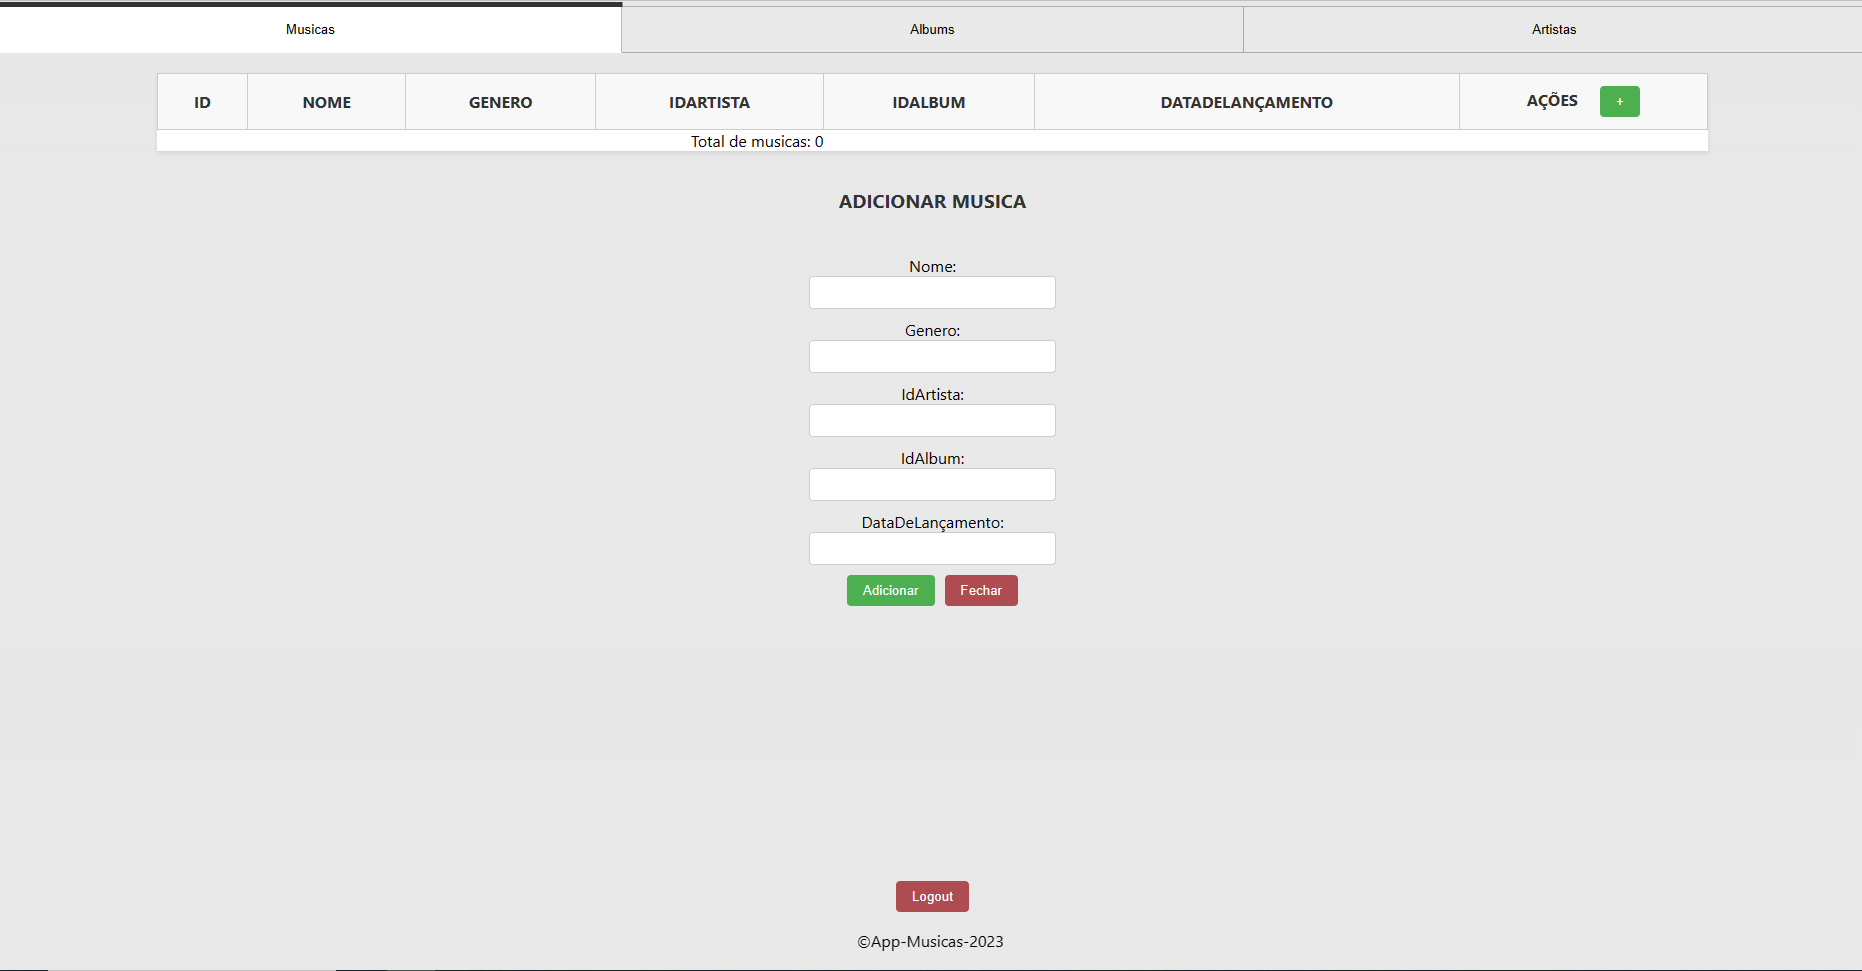 Musicas Albums Artistas
ID NOME GENERO IDARTISTA IDALBUM DATADELANÇAMENTO AÇÕES +
Total de musicas: 0
ADICIONAR MUSICA
Nome:
Genero:
IdArtista:
IdAlbum:
DataDeLançamento:
Adicionar Fechar
Logout
©App-Musicas-2023